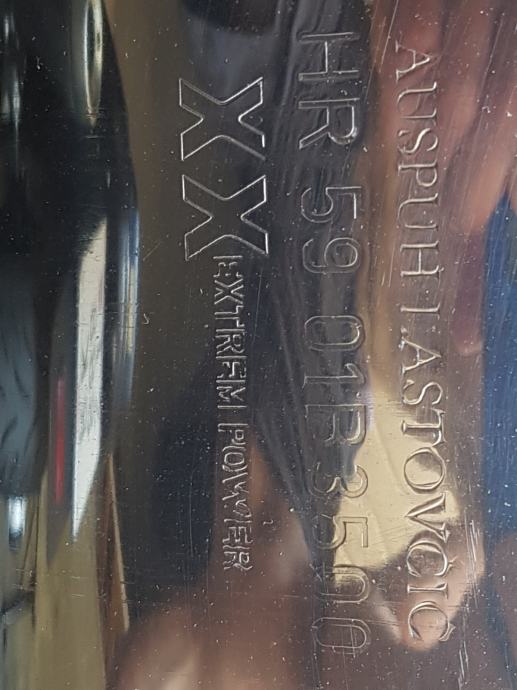 AUSPUH LASTOVČIĆ
HR 59 01R 3500
XX EXTREM POWER